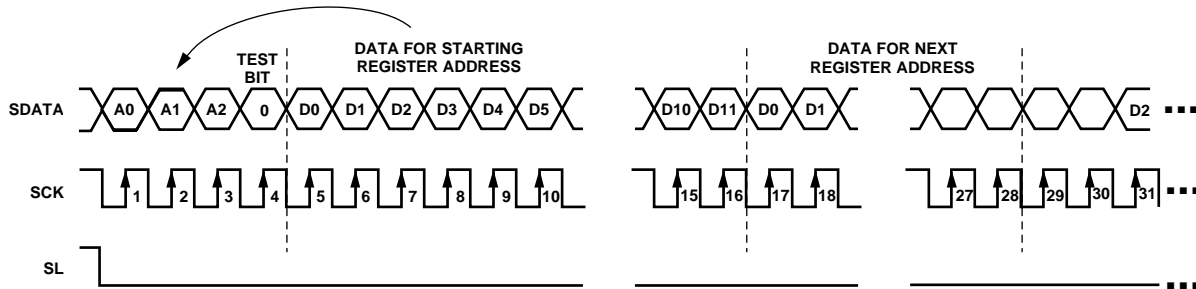 TEST
BIT
DATA FOR STARTING
REGISTER ADDRESS
DATA FOR NEXT
REGISTER ADDRESS
SDATA A0 A1 A2 0 D0 D1 D2 D3 D4 D5 D10 D11 D0 D1 D2
SCK 1 2 3 4 5 6 7 8 9 10 15 16 17 18 27 28 29 30 31
SL